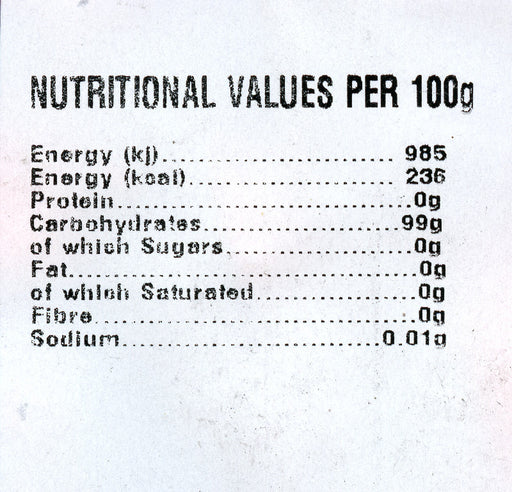 NUTRITIONAL VALUES PER 100g
Energy (kj)............................ 985
Energy (kcal)......................... 236
Protein....................................0g
Carbohydrates........................99g
of which Sugars.......................0g
Fat..........................................0g
of which Saturated...................0g
Fibre.......................................0g
Sodium...............................0.01g